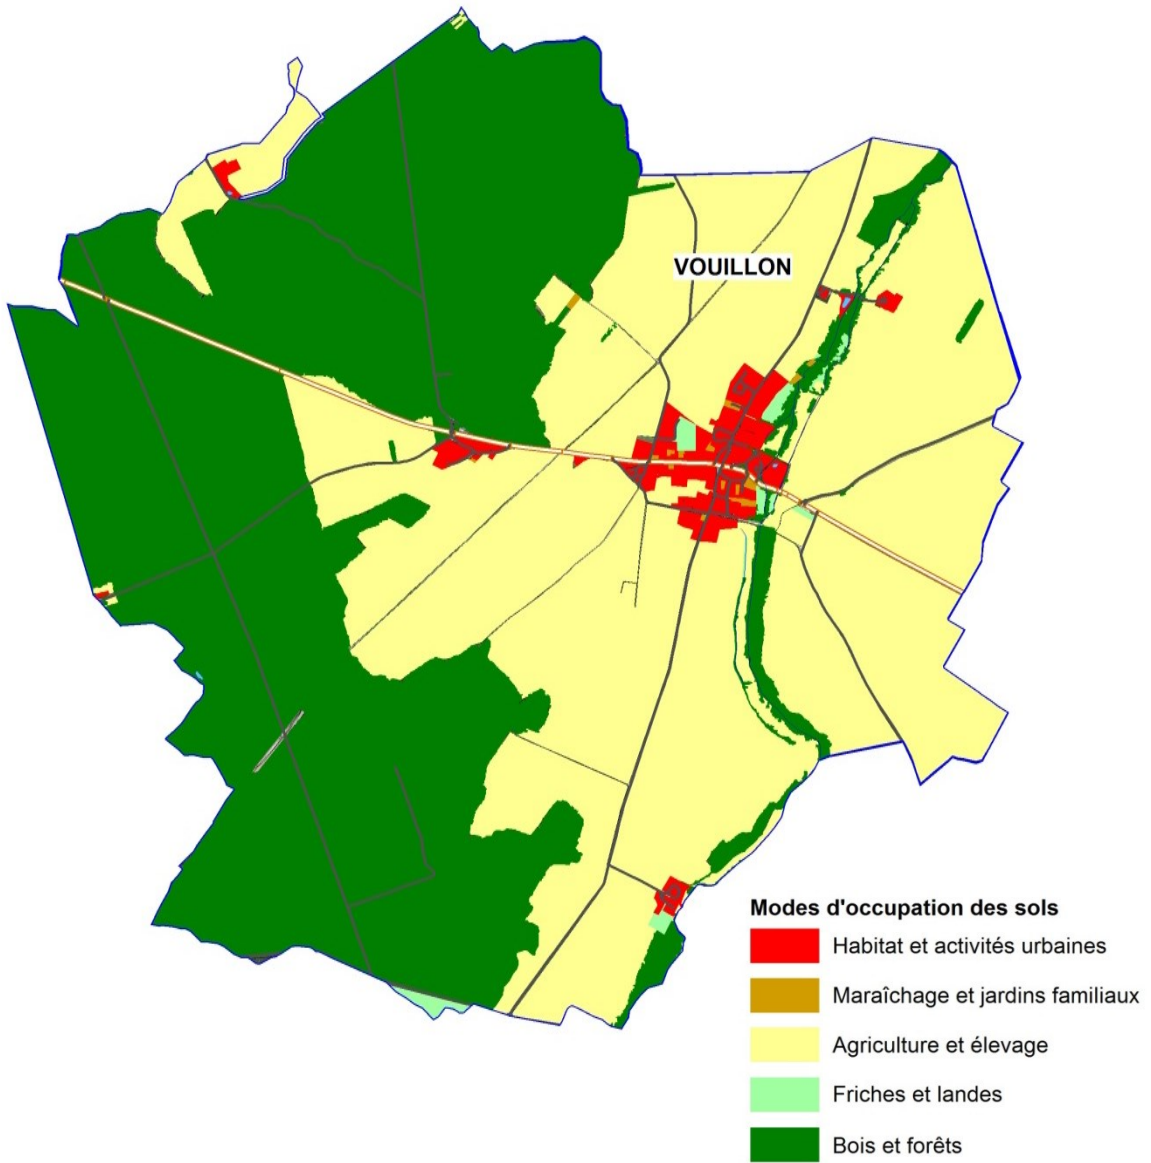 VOUILLON
Modes d'occupation des sols
Habitat et activités urbaines
Maraîchage et jardins familiaux
Agriculture et élevage
Friches et landes
Bois et forêts